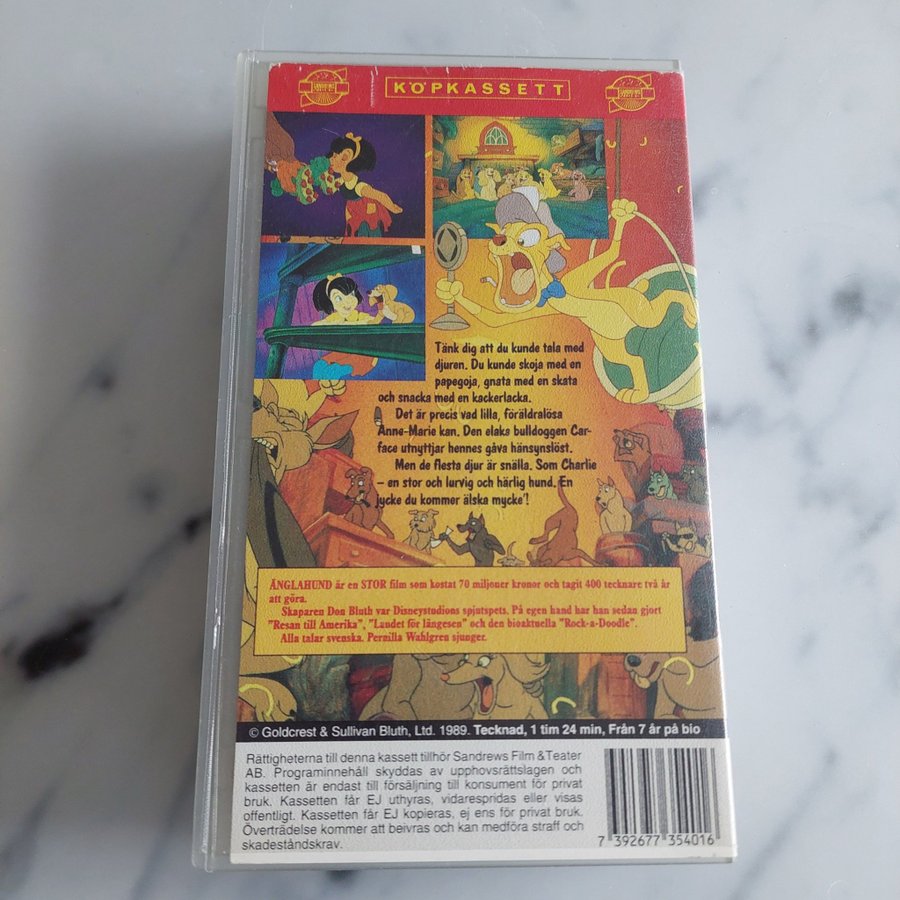 KÖPKASSETT
Tänk dig att du kunde tala med
djuren. Du kunde skoja med en
papegoja, gnata med en skata
och snacka med en kackerlacka.
Det är precis vad lilla, föräldralösa
Anne-Marie kan. Den elaka bulldoggen Car-
face utnyttjar hennes gåva hänsynslöst.
Men de flesta djur är snälla. Som Charlie
– en stor och lurvig och härlig hund. En
jycke du kommer älska mycke'!
ÄNGLAHUND är en STOR film som kostat 70 miljoner kronor och tagit 400 tecknare två år
att göra.
Skaparen Don Bluth var Disneystudions spjutspets. På egen hand har han sedan gjort
"Resan till Amerika", "Landet för längesen" och den bioaktuella "Rock-a-Doodle".
Alla talar svenska. Pernilla Wahlgren sjunger.
© Goldcrest & Sullivan Bluth, Ltd. 1989. Tecknad, 1 tim 24 min, Från 7 år på bio
Rättigheterna till denna kassett tillhör Sandrews Film & Teater
AB. Programinnehåll skyddas av upphovsrättslagen och
kassetten är endast till försäljning till konsument för privat
bruk. Kassetten får EJ uthyras, vidarespridas eller visas
offentligt. Kassetten får EJ kopieras, ej ens för privat bruk.
Överträdelse kommer att beivras och kan medföra straff och
skadeståndskrav.
7 392677 354016